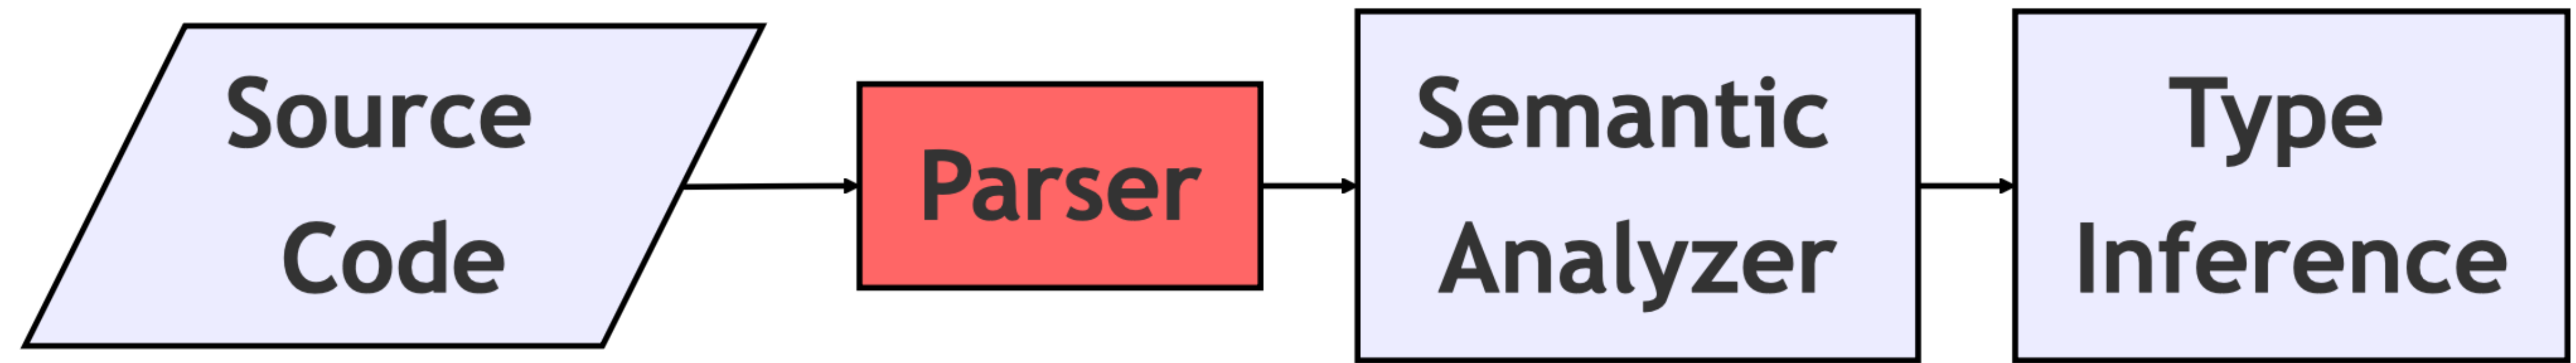 Source
Code
Parser
Semantic
Analyzer
Type
Inference